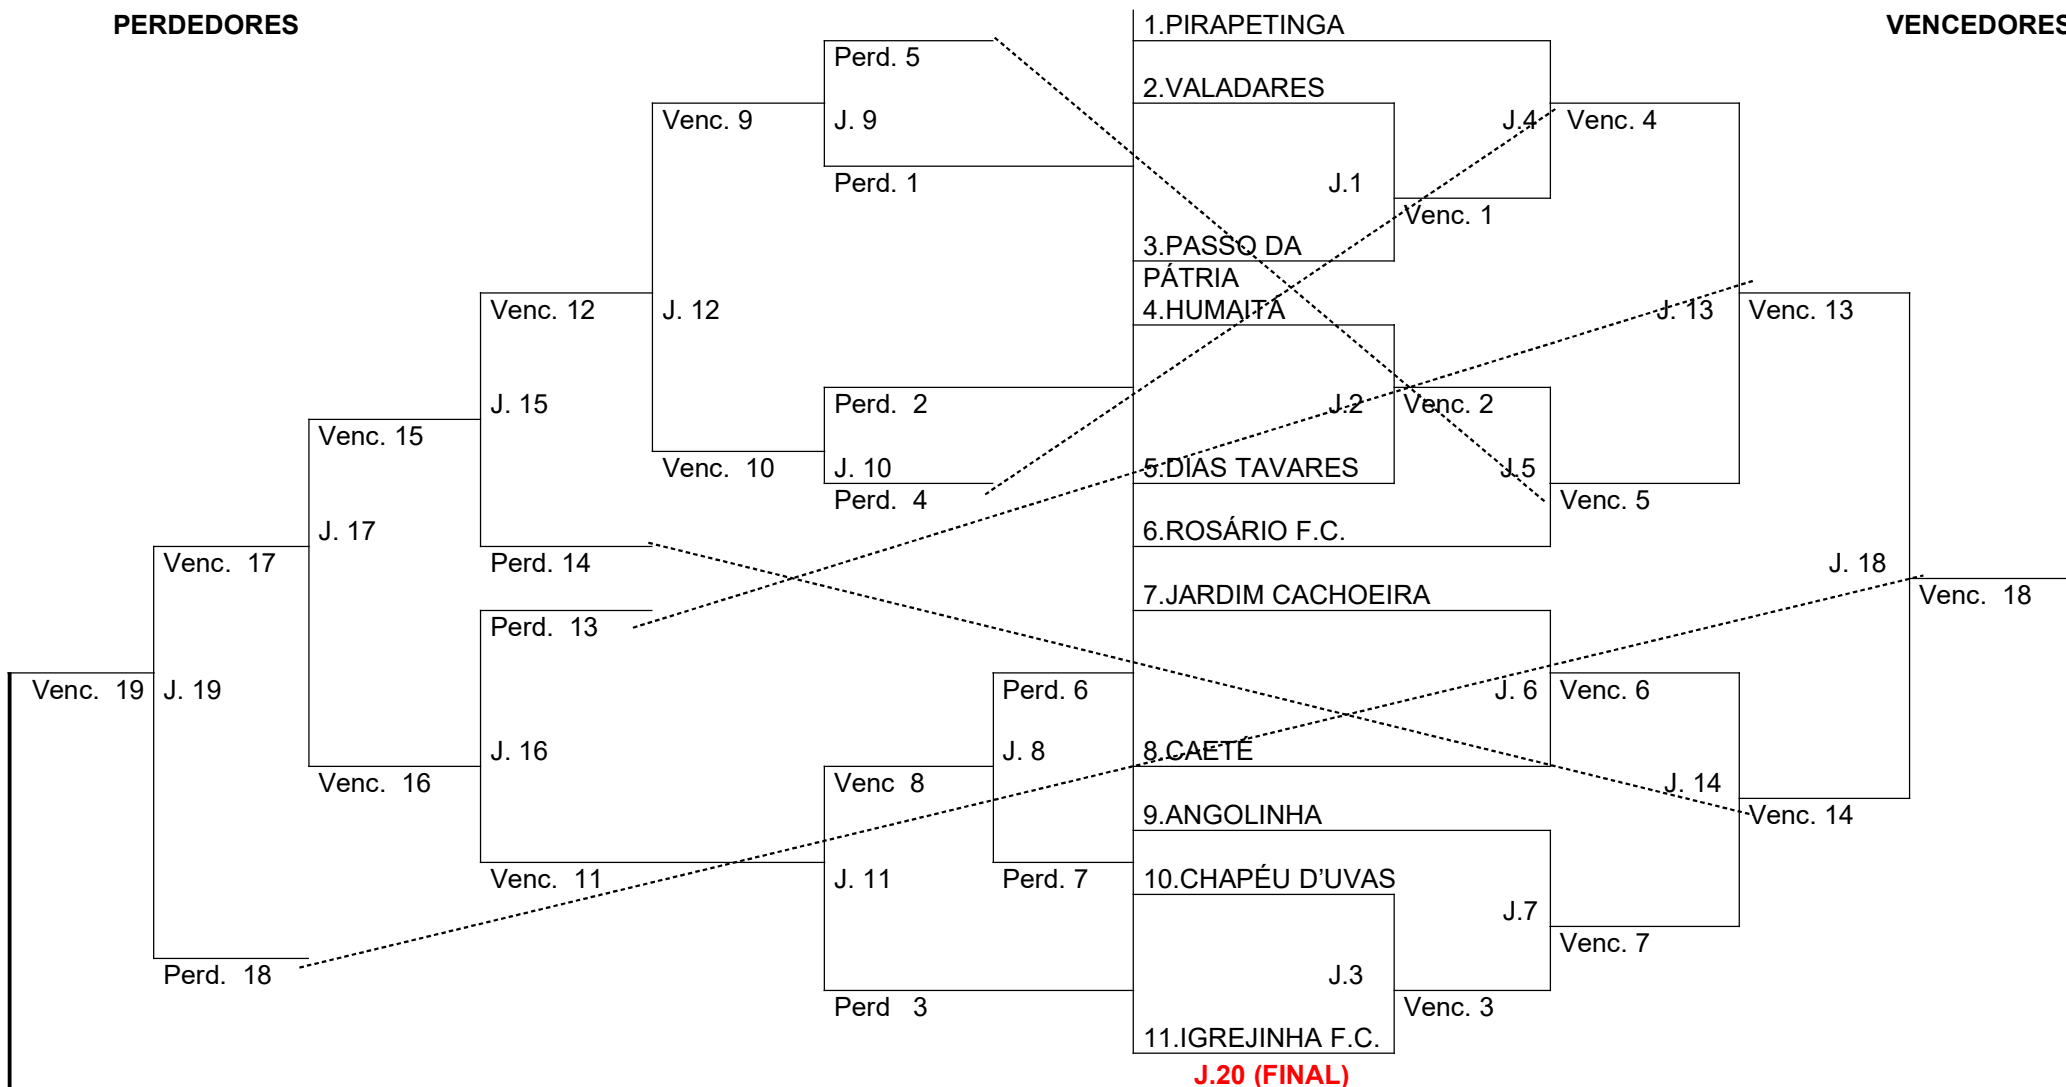 PERDEDORES
1.PIRAPETINGA
VENCEDORES
Perd. 5
2.VALADARES
Venc. 9
J. 9
J.4
Venc. 4
Perd. 1
J.1
Venc. 1
3.PASSO DA
PÁTRIA
Venc. 12
J. 12
4.HUMAITÁ
J. 13
Venc. 13
J. 15
Perd. 2
J.2
Venc. 2
Venc. 15
Venc. 10
J. 10
5.DIAS TAVARES
J.5
Perd. 4
Venc. 5
J. 17
6.ROSÁRIO F.C.
Venc. 17
Perd. 14
J. 18
7.JARDIM CACHOEIRA
Venc. 18
Perd. 13
Venc. 19
J. 19
Perd. 6
J. 6
Venc. 6
J. 16
J. 8
8.CAETÉ
Venc. 16
Venc 8
J. 14
9.ANGOLINHA
Venc. 14
Venc. 11
J. 11
Perd. 7
10.CHAPÉU D'UVAS
J.7
Venc. 7
Perd. 18
J.3
Perd 3
Venc. 3
11.IGREJINHA F.C.
J.20 (FINAL)